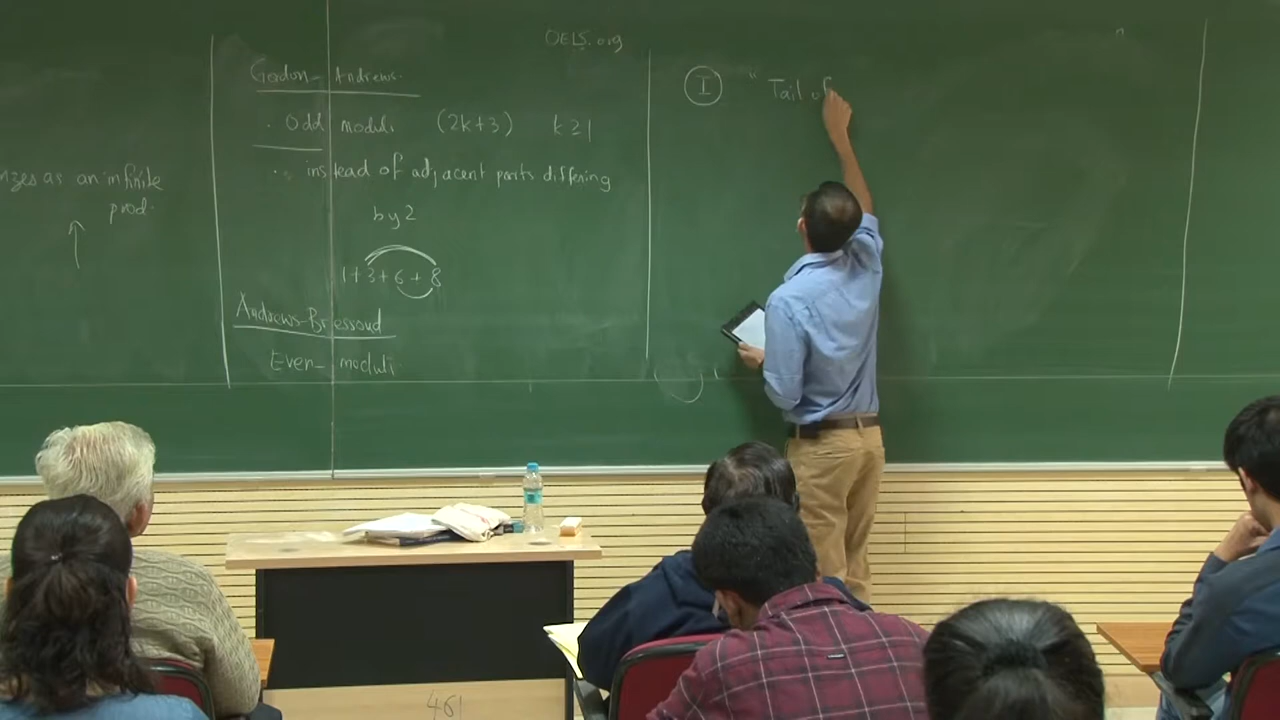 nzes as an infinite
prod.
Godon-Andrews.
. Odd moduli (2k+3) k≥1
. instead of adjacent parts differing
by 2
1+3+6+8
Andrews-Bressoud
Even-moduli.
OEIS.org
I " Tail of
461